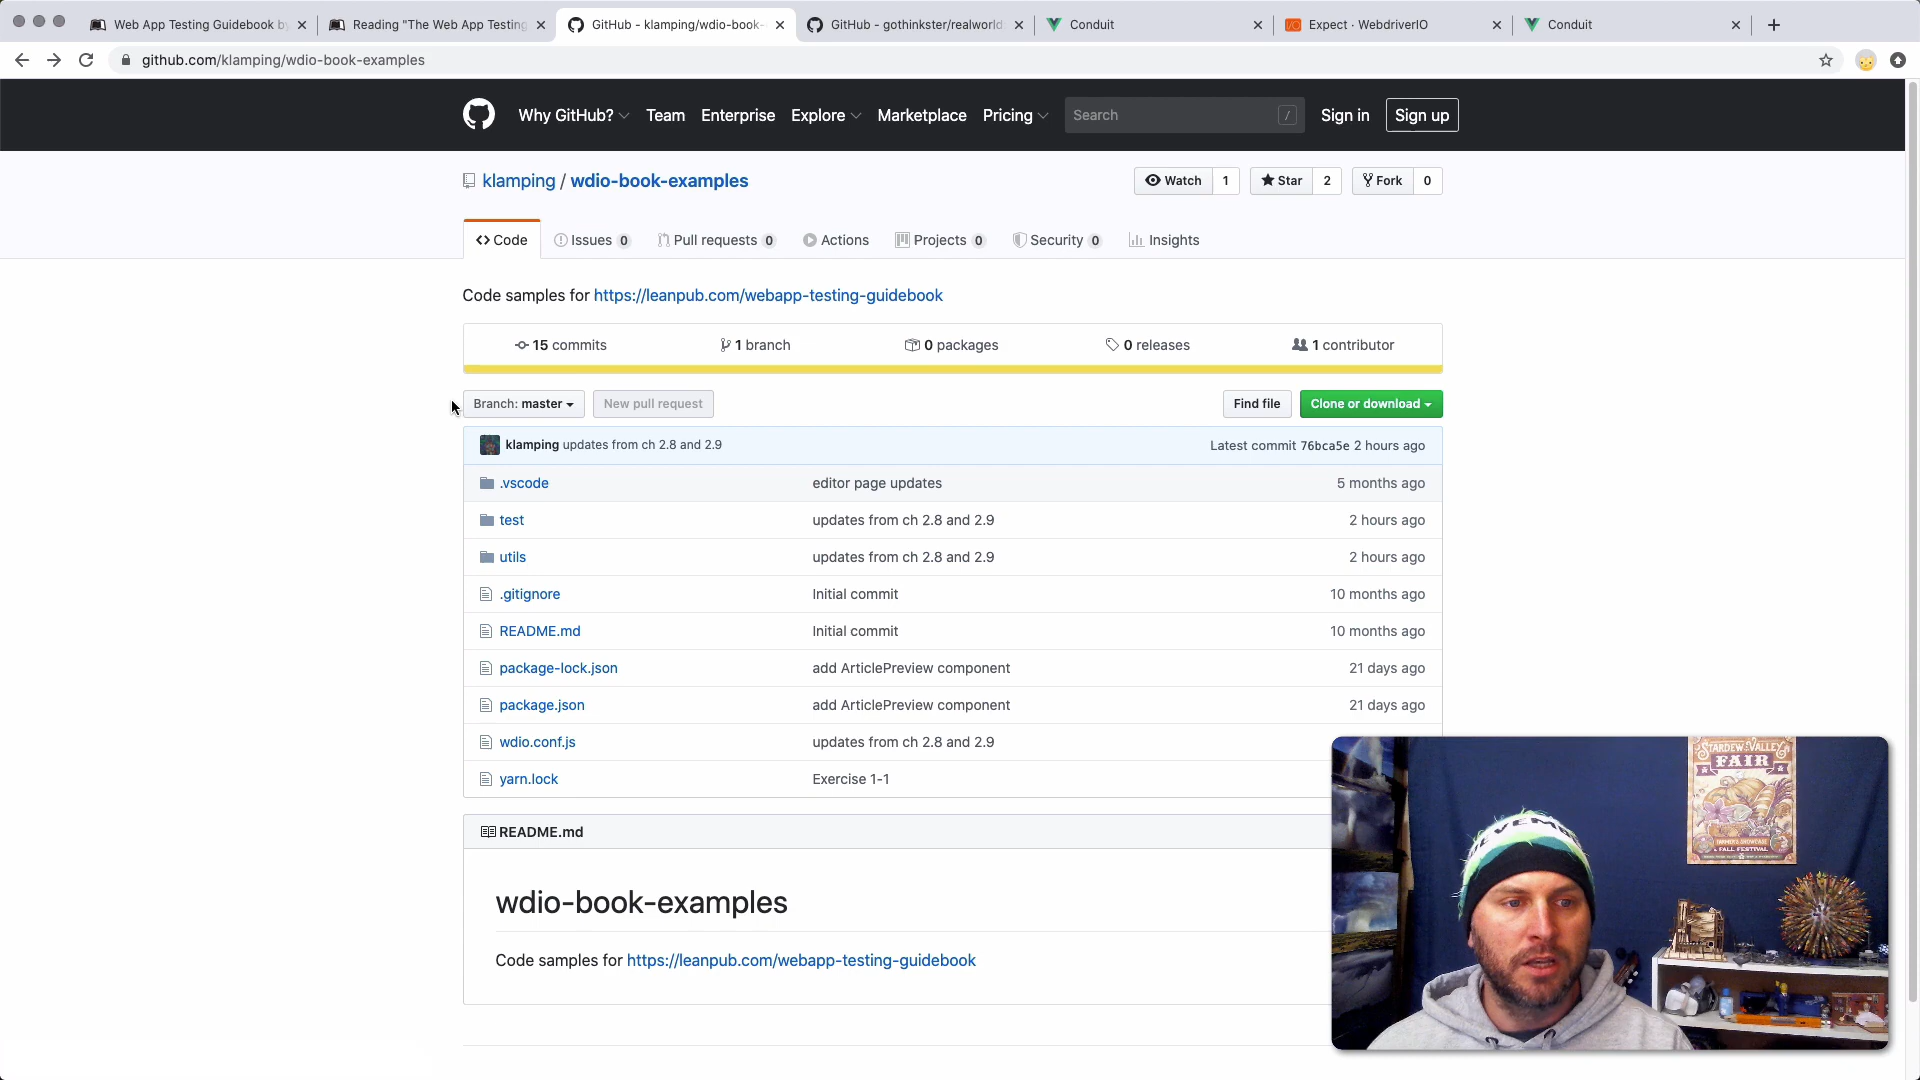 Web App Testing Guidebook by
Reading "The Web App Testing
GitHub - klamping/wdio-book-
GitHub - gothinkster/realworld
Conduit
Expect · WebdriverIO
Conduit
github.com/klamping/wdio-book-examples
Why GitHub? Team Enterprise Explore Marketplace Pricing Search / Sign in Sign up
klamping / wdio-book-examples
Watch 1 Star 2 Fork 0
Code Issues 0 Pull requests 0 Actions Projects 0 Security 0 Insights
Code samples for https://leanpub.com/webapp-testing-guidebook
15 commits 1 branch 0 packages 0 releases 1 contributor
Branch: master New pull request Find file Clone or download
klamping updates from ch 2.8 and 2.9 Latest commit 76bca5e 2 hours ago
.vscode editor page updates 5 months ago
test updates from ch 2.8 and 2.9 2 hours ago
utils updates from ch 2.8 and 2.9 2 hours ago
.gitignore Initial commit 10 months ago
README.md Initial commit 10 months ago
package-lock.json add ArticlePreview component 21 days ago
package.json add ArticlePreview component 21 days ago
wdio.conf.js updates from ch 2.8 and 2.9
yarn.lock Exercise 1-1
README.md
wdio-book-examples
Code samples for https://leanpub.com/webapp-testing-guidebook
STARDEW VALLEY
FAIR
FALL FESTIVAL